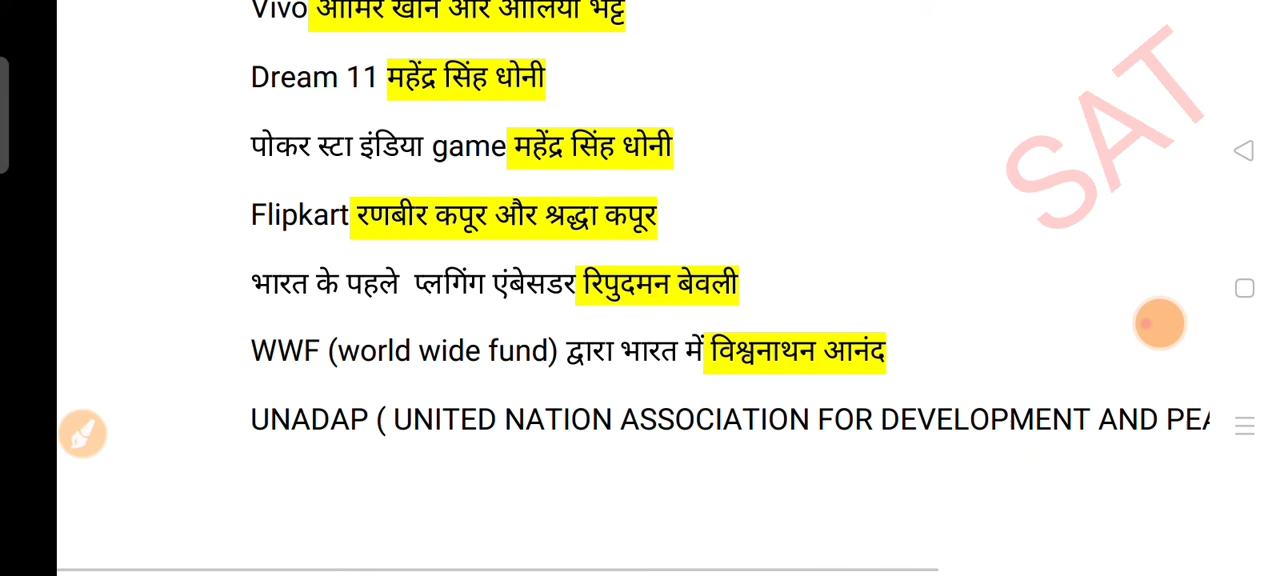 Vivo आमिर खान और आलिया भट्ट
Dream 11 महेंद्र सिंह धोनी
पोकर स्टा इंडिया game महेंद्र सिंह धोनी
Flipkart रणबीर कपूर और श्रद्धा कपूर
भारत के पहले प्लगिंग एंबेसडर रिपुदमन बेवली
WWF (world wide fund) द्वारा भारत में विश्वनाथन आनंद
UNADAP ( UNITED NATION ASSOCIATION FOR DEVELOPMENT AND
SAT